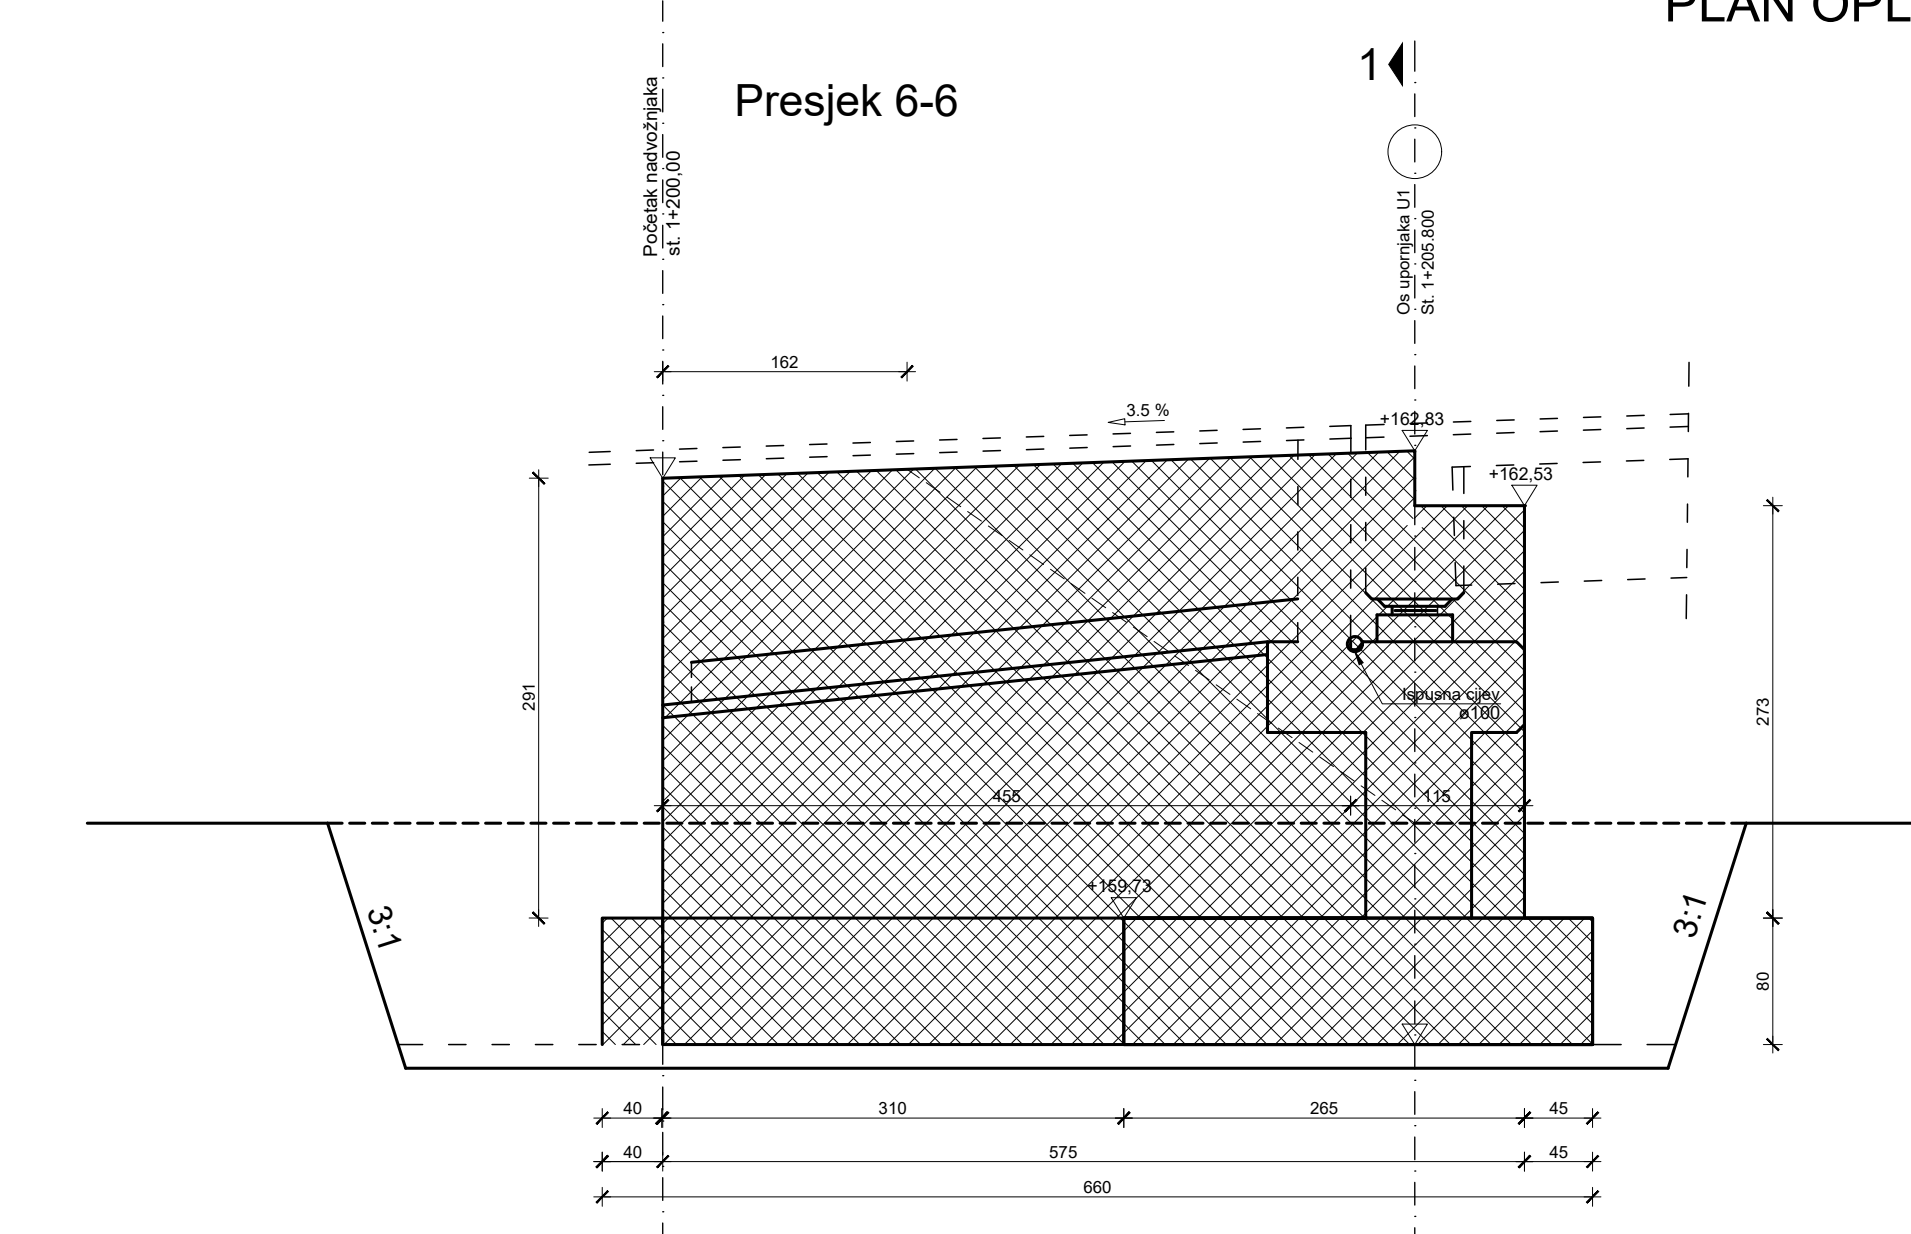 PLAN OPL
1
Presjek 6-6
Početak nadvožnjaka
st. 1+200,00
Os upornjaka U1
St. 1+205.800
162
3.5 %
+162,83
+162,53
291
273
Ispusna cijev
ø100
455
115
+159,73
3:1
3:1
80
40
310
265
45
40
575
45
660